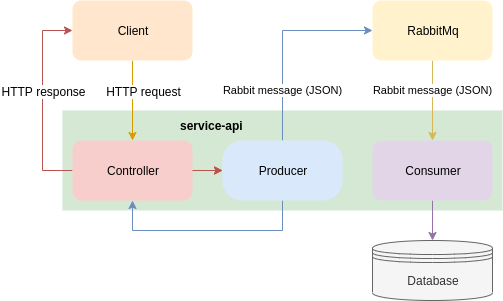 Client
RabbitMq
HTTP response
HTTP request
Rabbit message (JSON)
Rabbit message (JSON)
service-api
Controller
Producer
Consumer
Database